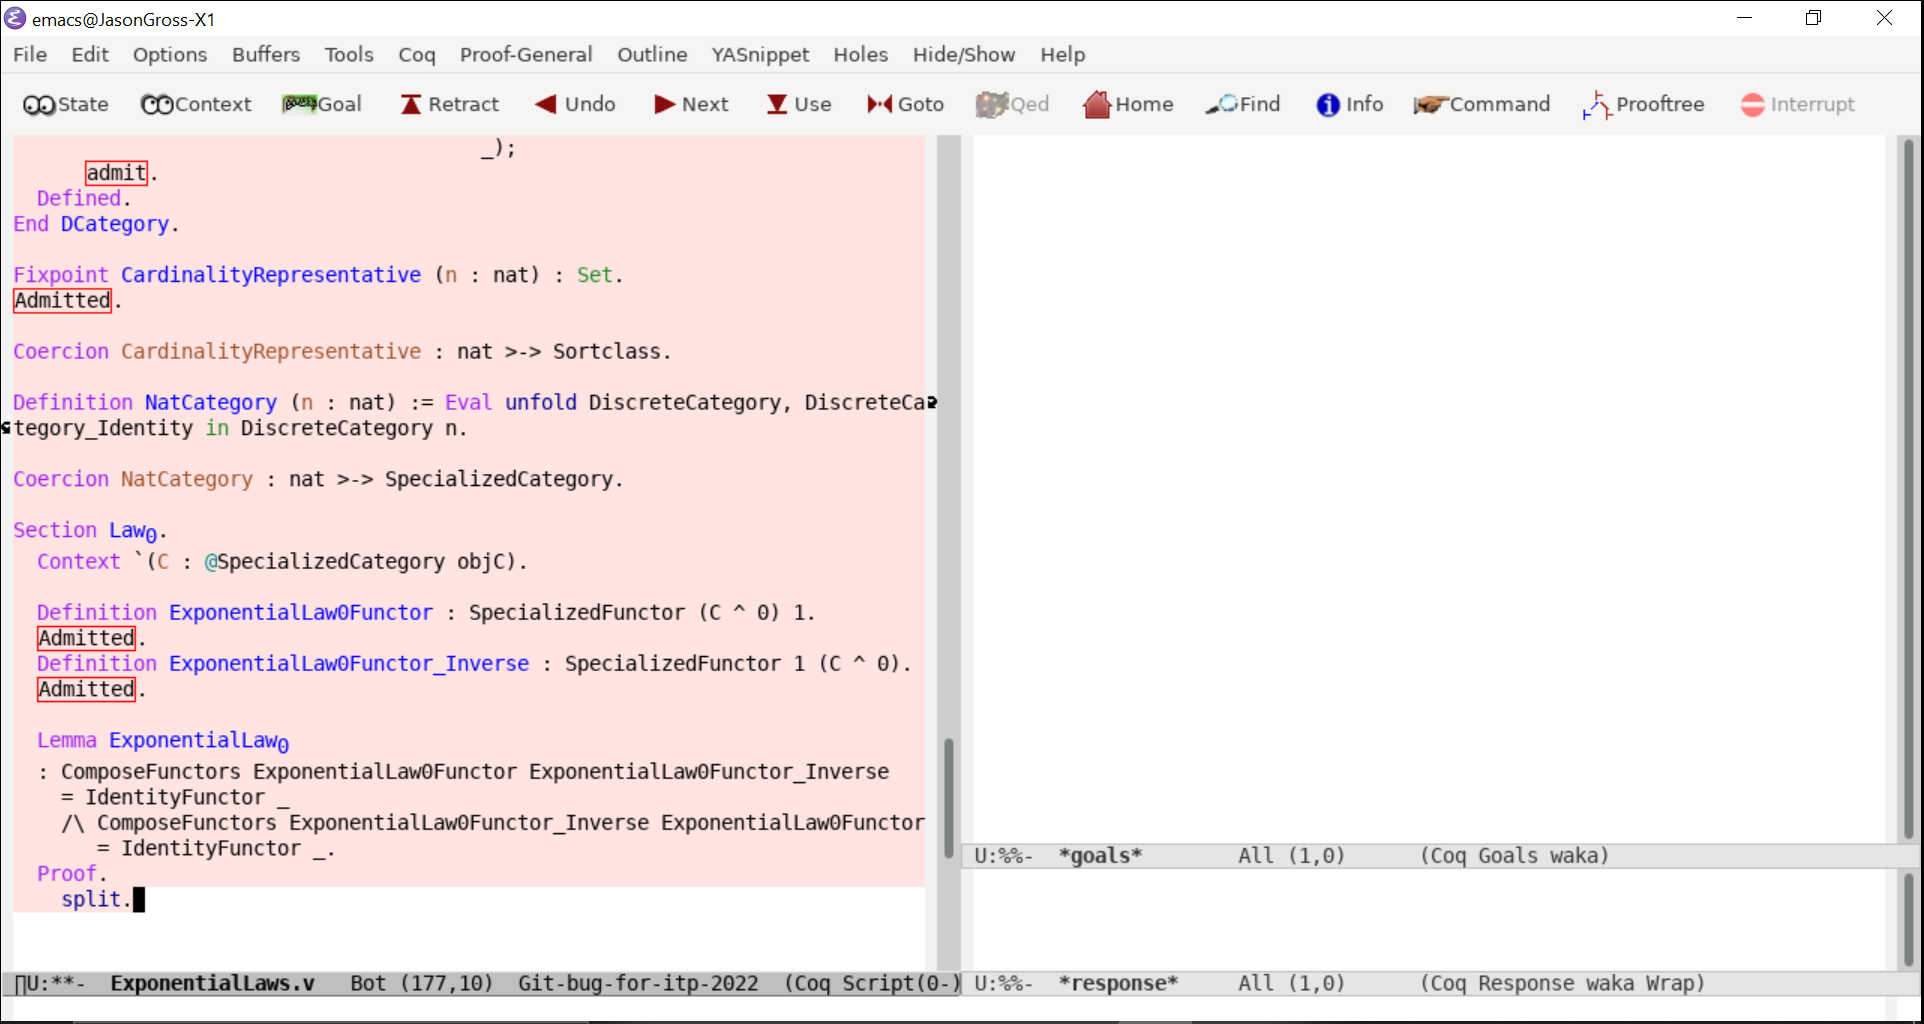 emacs@JasonGross-X1
File Edit Options Buffers Tools Coq Proof-General Outline YASnippet Holes Hide/Show Help
State Context Goal Retract Undo Next Use Goto Qed Home Find Info Command Prooftree Interrupt
_);
admit.
Defined.
End DCategory.
Fixpoint CardinalityRepresentative (n : nat) : Set.
Admitted.
Coercion CardinalityRepresentative : nat >-> Sortclass.
Definition NatCategory (n : nat) := Eval unfold DiscreteCategory, DiscreteCa
tegory_Identity in DiscreteCategory n.
Coercion NatCategory : nat >-> SpecializedCategory.
Section Law₀.
Context `(C : @SpecializedCategory objC).
Definition ExponentialLaw0Functor : SpecializedFunctor (C ^ 0) 1.
Admitted.
Definition ExponentialLaw0Functor_Inverse : SpecializedFunctor 1 (C ^ 0).
Admitted.
Lemma ExponentialLaw₀
: ComposeFunctors ExponentialLaw0Functor ExponentialLaw0Functor_Inverse
= IdentityFunctor _
/\ ComposeFunctors ExponentialLaw0Functor_Inverse ExponentialLaw0Functor
= IdentityFunctor _.
Proof.
split.
U:**- ExponentialLaws.v Bot (177,10) Git-bug-for-itp-2022 (Coq Script(0-)
U:%%- *goals* All (1,0) (Coq Goals waka)
U:%%- *response* All (1,0) (Coq Response waka Wrap)